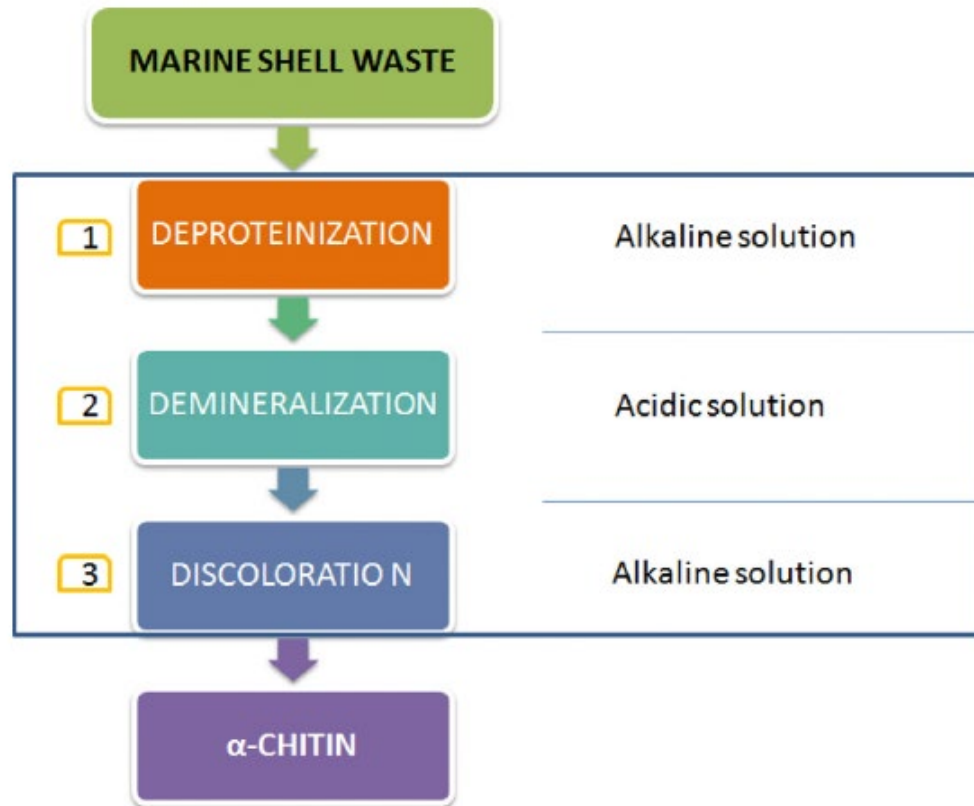 MARINE SHELL WASTE
1 DEPROTEINIZATION Alkaline solution
2 DEMINERALIZATION Acidic solution
3 DISCOLORATIO N Alkaline solution
α-CHITIN